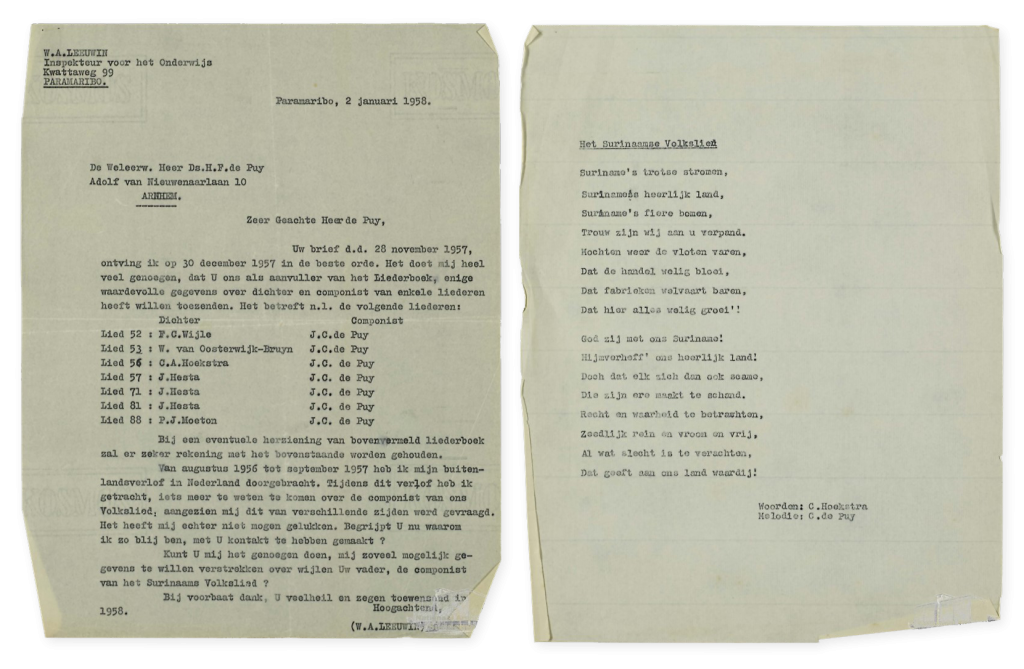 W.A.LEEUWIN
Inspekteur voor het Onderwijs
Kwattaweg 99
PARAMARIBO.
Paramaribo, 2 januari 1958.
De Weleerw. Heer Ds.H.F.de Puy
Adolf van Nieuwenaarlaan 10
ARNHEM.
Zeer Geachte Heer de Puy,
Uw brief d.d. 28 november 1957,
ontving ik op 30 december 1957 in de beste orde. Het doet mij heel
veel genoegen, dat U ons als aanvuller van het Liederboek, enige
waardevolle gegevens over dichter en componist van enkele liederen
heeft willen toezenden. Het betreft n.l. de volgende liederen:
Dichter Componist
Lied 52 : F.C.Wijle J.C.de Puy
Lied 53 : W. van Oosterwijk-Bruyn J.C.de Puy
Lied 56 : C.A.Hoekstra J.C. de Puy
Lied 57 : J.Hesta J.C. de Puy
Lied 71 : J.Hesta J.C. de Puy
Lied 81 : J.Hesta J.C. de Puy
Lied 88 : P.J.Moeton J.C. de Puy
Bij een eventuele herziening van bovenvermeld liederboek
zal er zeker rekening met het bovenstaande worden gehouden.
Van augustus 1956 tot september 1957 heb ik mijn buiten-
landsverlof in Nederland doorgebracht. Tijdens dit verlof heb ik
getracht, iets meer te weten te komen over de componist van ons
Volkslied, aangezien mij dit van verschillende zijden werd gevraagd.
Het heeft mij echter niet mogen gelukken. Begrijpt U nu waarom
ik zo blij ben, met U kontakt te hebben gemaakt ?
Kunt U mij het genoegen doen, mij zoveel mogelijk ge-
gevens te willen verstrekken over wijlen Uw vader, de componist
van het Surinaams Volkslied ?
Bij voorbaat dank, U veelheil en zegen toewensend in
1958. Hoogachtend,
(W.A.LEEUWIN)
Het Surinaamse Volkslied
Suriname's trotse stromen,
Suriname's heerlijk land,
Suriname's fiere bomen,
Trouw zijn wij aan u verpand.
Mochten weer de vloten varen,
Dat de handel welig bloei,
Dat fabrieken welvaart baren,
Dat hier alles welig groei'!
God zij met ons Suriname!
Hijmverheff' ons heerlijk land!
Doch dat elk zich dan ook scame,
Die zijn ere maakt te schand.
Recht en waarheid te betrachten,
Zeedlijk rein en vroom en vrij,
Al wat slecht is te verachten,
Dat geeft aan ons land waardij!
Woorden: C.Hoekstra
Melodie: C.de Puy